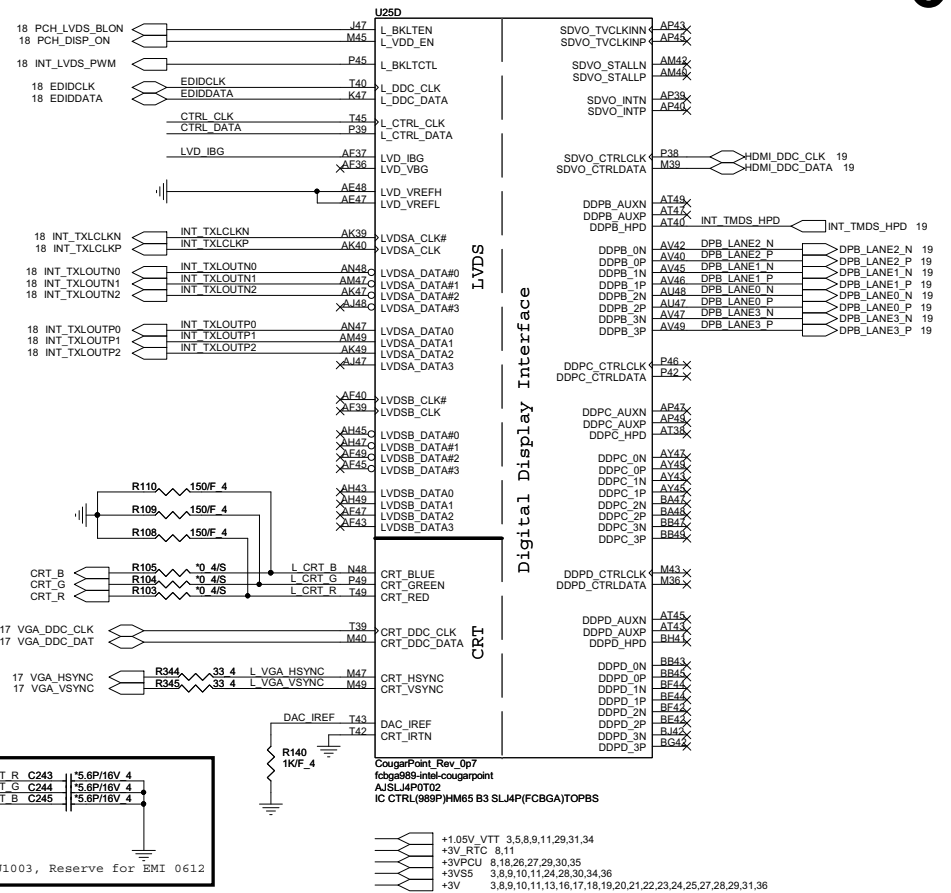 U25D
18 PCH_LVDS_BLON J47 L_BKLTEN
18 PCH_DISP_ON M45 L_VDD_EN
18 INT_LVDS_PWM P45 L_BKLTCTL
18 EDIDCLK EDIDCLK T40 L_DDC_CLK
18 EDIDDATA EDIDDATA K47 L_DDC_DATA
CTRL_CLK T45 L_CTRL_CLK
CTRL_DATA P39 L_CTRL_DATA
LVD_IBG AF37 LVD_IBG
AF36 LVD_VBG
AE48 LVD_VREFH
AE47 LVD_VREFL
18 INT_TXLCLKN INT_TXLCLKN AK39 LVDSA_CLK#
18 INT_TXLCLKP INT_TXLCLKP AK40 LVDSA_CLK
18 INT_TXLOUTN0 INT_TXLOUTN0 AN48 LVDSA_DATA#0
18 INT_TXLOUTN1 INT_TXLOUTN1 AM47 LVDSA_DATA#1
18 INT_TXLOUTN2 INT_TXLOUTN2 AK47 LVDSA_DATA#2
AJ48 LVDSA_DATA#3
18 INT_TXLOUTP0 INT_TXLOUTP0 AN47 LVDSA_DATA0
18 INT_TXLOUTP1 INT_TXLOUTP1 AM49 LVDSA_DATA1
18 INT_TXLOUTP2 INT_TXLOUTP2 AK49 LVDSA_DATA2
AJ47 LVDSA_DATA3
AF40 LVDSB_CLK#
AF39 LVDSB_CLK
AH45 LVDSB_DATA#0
AH47 LVDSB_DATA#1
AF49 LVDSB_DATA#2
AF45 LVDSB_DATA#3
AH43 LVDSB_DATA0
AH49 LVDSB_DATA1
AF47 LVDSB_DATA2
AF43 LVDSB_DATA3
R110 150/F_4
R109 150/F_4
R108 150/F_4
CRT_B R105 *0_4/S L_CRT_B N48 CRT_BLUE
CRT_G R104 *0_4/S L_CRT_G P49 CRT_GREEN
CRT_R R103 *0_4/S L_CRT_R T49 CRT_RED
17 VGA_DDC_CLK T39 CRT_DDC_CLK
17 VGA_DDC_DAT M40 CRT_DDC_DATA
17 VGA_HSYNC R344 33_4 L_VGA_HSYNC M47 CRT_HSYNC
17 VGA_VSYNC R345 33_4 L_VGA_VSYNC M49 CRT_VSYNC
DAC_IREF T43 DAC_IREF
T42 CRT_IRTN
R140
1K/F_4
LVDS
CRT
Digital Display Interface
SDVO_TVCLKINN AP43
SDVO_TVCLKINP AP45
SDVO_STALLN AM42
SDVO_STALLP AM40
SDVO_INTN AP39
SDVO_INTP AP40
SDVO_CTRLCLK P38 HDMI_DDC_CLK 19
SDVO_CTRLDATA M39 HDMI_DDC_DATA 19
DDPB_AUXN AT49
DDPB_AUXP AT47
DDPB_HPD AT40 INT_TMDS_HPD INT_TMDS_HPD 19
DDPB_0N AV42 DPB_LANE2_N DPB_LANE2_N 19
DDPB_0P AV40 DPB_LANE2_P DPB_LANE2_P 19
DDPB_1N AV45 DPB_LANE1_N DPB_LANE1_N 19
DDPB_1P AV46 DPB_LANE1_P DPB_LANE1_P 19
DDPB_2N AU48 DPB_LANE0_N DPB_LANE0_N 19
DDPB_2P AU47 DPB_LANE0_P DPB_LANE0_P 19
DDPB_3N AV47 DPB_LANE3_N DPB_LANE3_N 19
DDPB_3P AV49 DPB_LANE3_P DPB_LANE3_P 19
DDPC_CTRLCLK P46
DDPC_CTRLDATA P42
DDPC_AUXN AP47
DDPC_AUXP AP49
DDPC_HPD AT38
DDPC_0N AY47
DDPC_0P AY49
DDPC_1N AY43
DDPC_1P AY45
DDPC_2N BA47
DDPC_2P BA48
DDPC_3N BB47
DDPC_3P BB49
DDPD_CTRLCLK M43
DDPD_CTRLDATA M36
DDPD_AUXN AT45
DDPD_AUXP AT43
DDPD_HPD BH41
DDPD_0N BB43
DDPD_0P BB45
DDPD_1N BF44
DDPD_1P BE44
DDPD_2N BF42
DDPD_2P BE42
DDPD_3N BJ42
DDPD_3P BG42
CougarPoint_Rev_0p7
fcbga989-intel-cougarpoint
AJSLJ4P0T02
IC CTRL(989P)HM65 B3 SLJ4P(FCBGA)TOPBS
T_R C243 *5.6P/16V_4
T_G C244 *5.6P/16V_4
T_B C245 *5.6P/16V_4
1003, Reserve for EMI 0612
+1.05V_VTT 3,5,8,9,11,29,31,34
+3V_RTC 8,11
+3VPCU 8,18,26,27,29,30,35
+3VS5 3,8,9,10,11,24,28,30,34,36
+3V 3,8,9,10,11,13,16,17,18,19,20,21,22,23,24,25,27,28,29,31,36